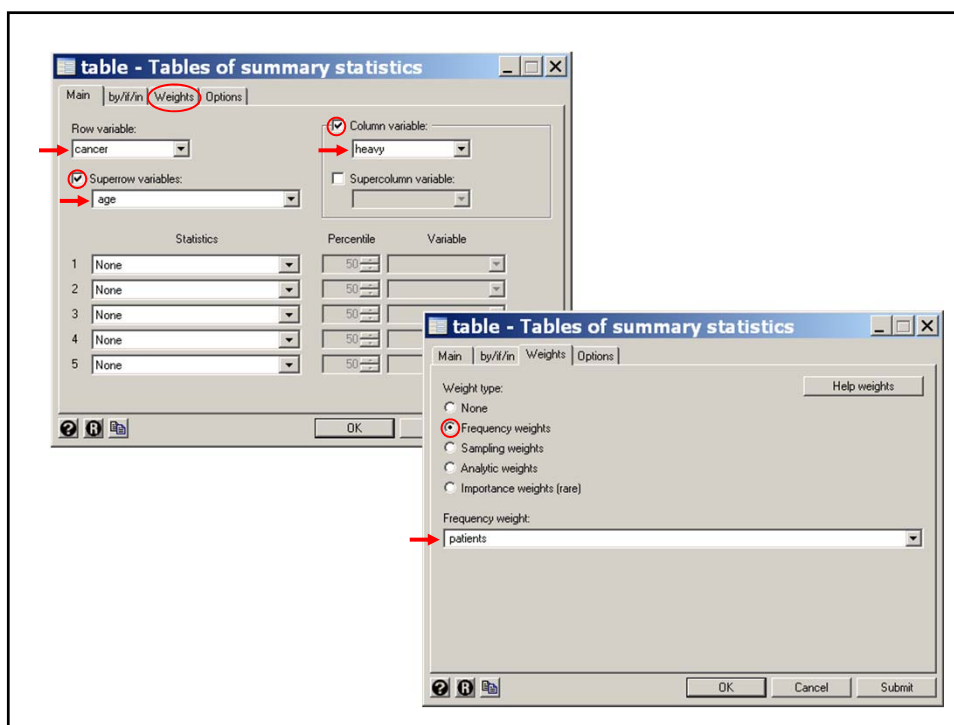 table - Tables of summary statistics
Main by/if/in Weights Options
Row variable:
cancer
Column variable:
heavy
Superrow variables:
age
Supercolumn variable:
Statistics Percentile Variable
1 None 50
2 None 50
3 None 50
4 None 50
5 None 50
OK
table - Tables of summary statistics
Main by/if/in Weights Options
Weight type:
Help weights
None
Frequency weights
Sampling weights
Analytic weights
Importance weights (rare)
Frequency weight:
patients
OK Cancel Submit